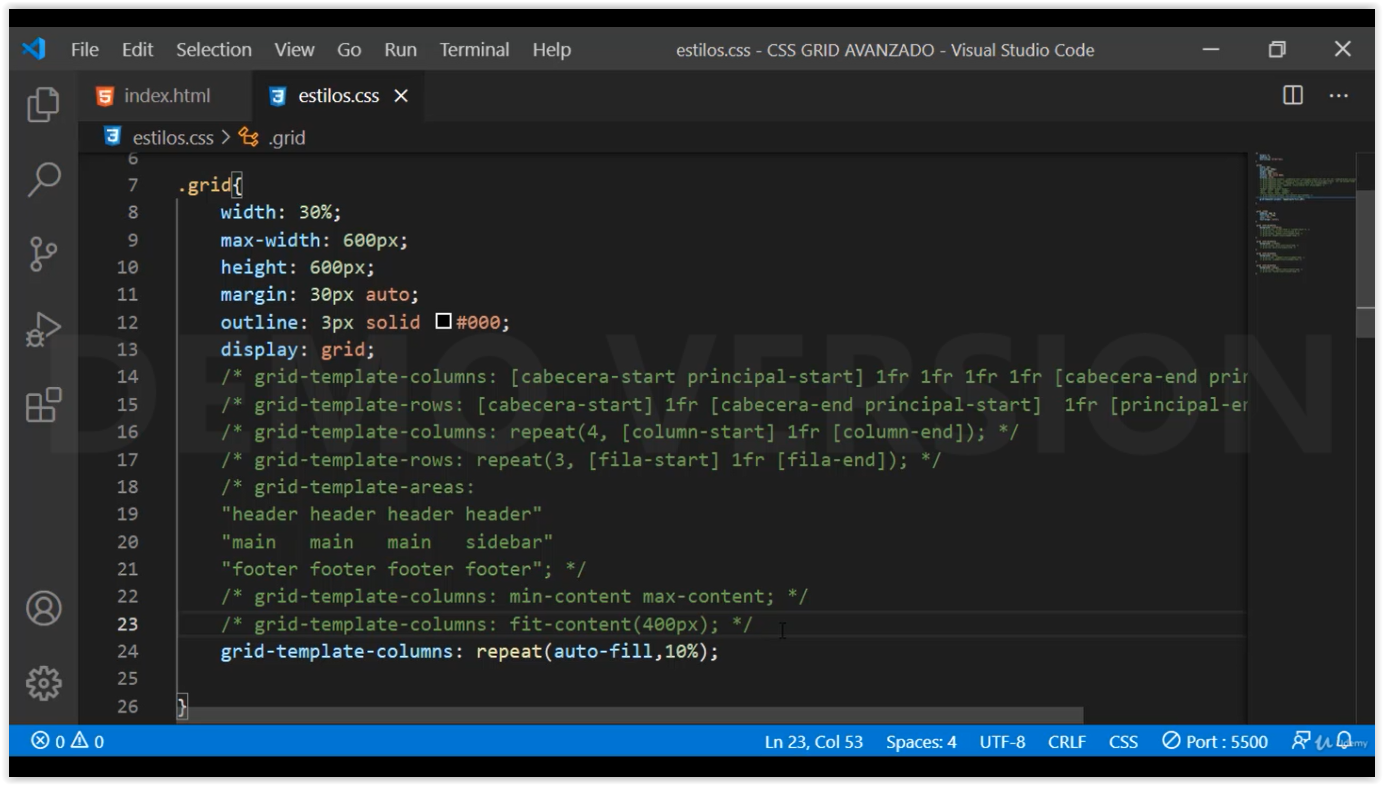 File Edit Selection View Go Run Terminal Help estilos.css - CSS GRID AVANZADO - Visual Studio Code
index.html estilos.css
estilos.css > .grid
6
7 .grid{
8 width: 30%;
9 max-width: 600px;
10 height: 600px;
11 margin: 30px auto;
12 outline: 3px solid #000;
13 display: grid;
14 /* grid-template-columns: [cabecera-start principal-start] 1fr 1fr 1fr 1fr [cabecera-end prin
15 /* grid-template-rows: [cabecera-start] 1fr [cabecera-end principal-start]  1fr [principal-en
16 /* grid-template-columns: repeat(4, [column-start] 1fr [column-end]); */
17 /* grid-template-rows: repeat(3, [fila-start] 1fr [fila-end]); */
18 /* grid-template-areas:
19 "header header header header"
20 "main   main   main   sidebar"
21 "footer footer footer footer"; */
22 /* grid-template-columns: min-content max-content; */
23 /* grid-template-columns: fit-content(400px); */
24 grid-template-columns: repeat(auto-fill,10%);
25
26 }
DEMO VERSION
0 0 Ln 23, Col 53 Spaces: 4 UTF-8 CRLF CSS Port : 5500